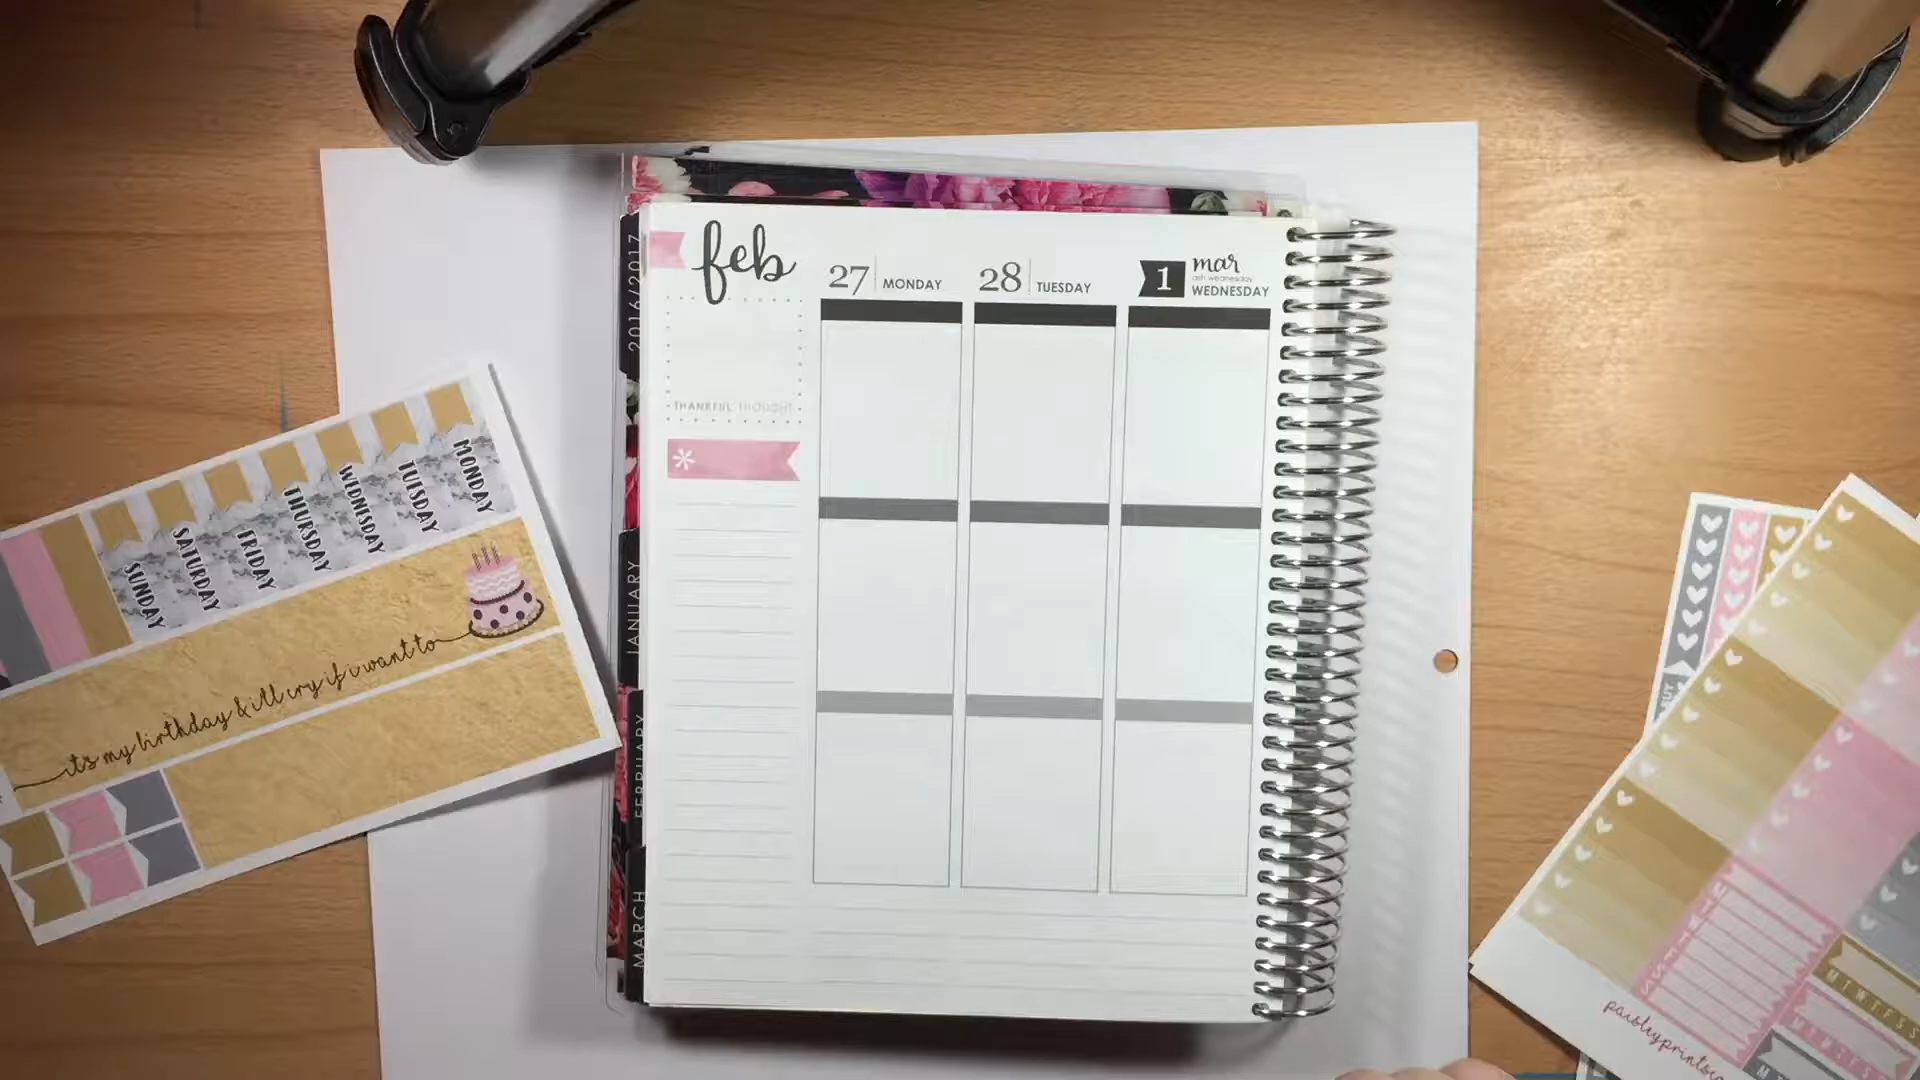 feb
27 MONDAY
28 TUESDAY
1 mar
ash wednesday
WEDNESDAY
THANKFUL THOUGHT
*
2016/2017
JANUARY
FEBRUARY
MARCH
MONDAY
TUESDAY
WEDNESDAY
THURSDAY
FRIDAY
SATURDAY
SUNDAY
it's my birthday & i'll cry if i want to
M T W T F S S
M T W T F S S